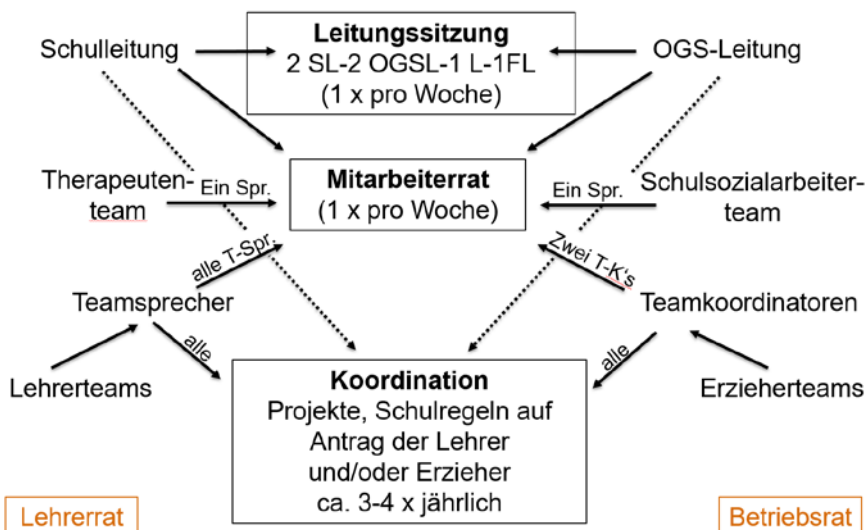 Schulleitung
Leitungssitzung
2 SL-2 OGSL-1 L-1FL
(1 x pro Woche)
OGS-Leitung
Therapeuten-
team
Ein Spr.
Mitarbeiterrat
(1 x pro Woche)
Ein Spr.
Schulsozialarbeiter-
team
alle T-Spr.
Zwei T-K's
Teamsprecher
Teamkoordinatoren
alle
alle
Lehrerteams
Erzieherteams
Koordination
Projekte, Schulregeln auf
Antrag der Lehrer
und/oder Erzieher
ca. 3-4 x jährlich
Lehrerrat
Betriebsrat